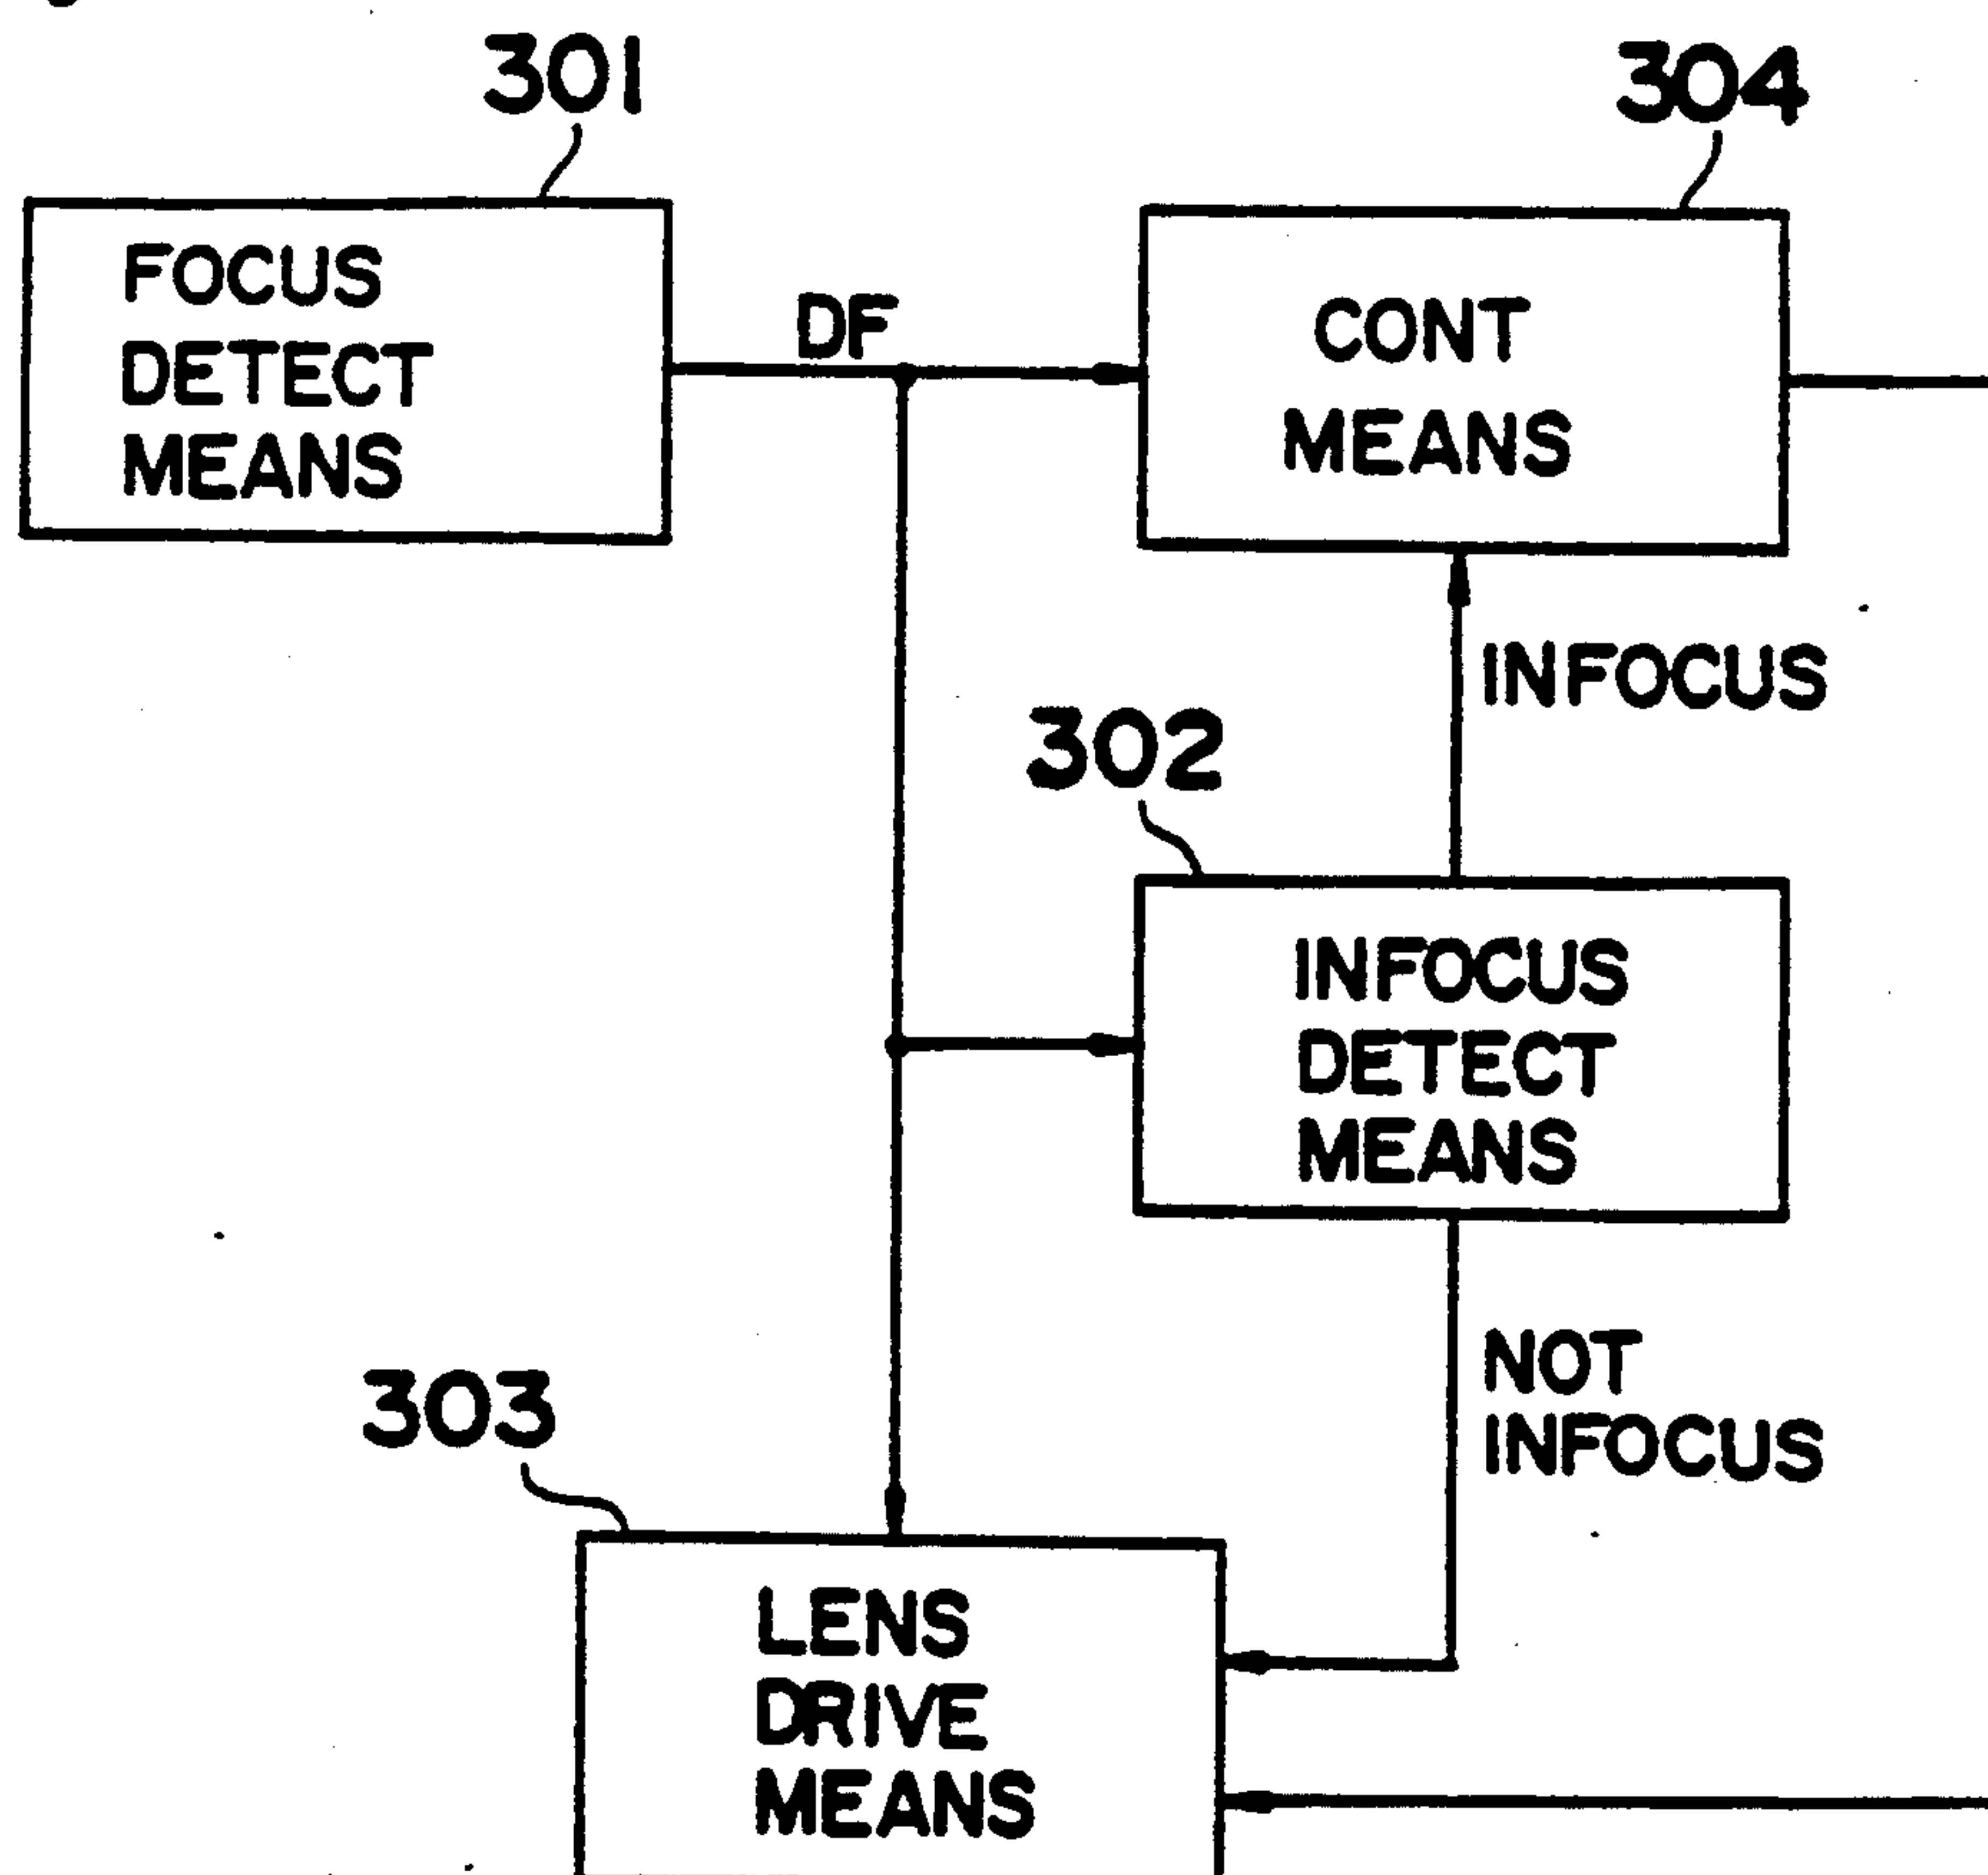 301
304
FOCUS
DETECT
MEANS
DF
CONT
MEANS
INFOCUS
302
INFOCUS
DETECT
MEANS
NOT
INFOCUS
303
LENS
DRIVE
MEANS